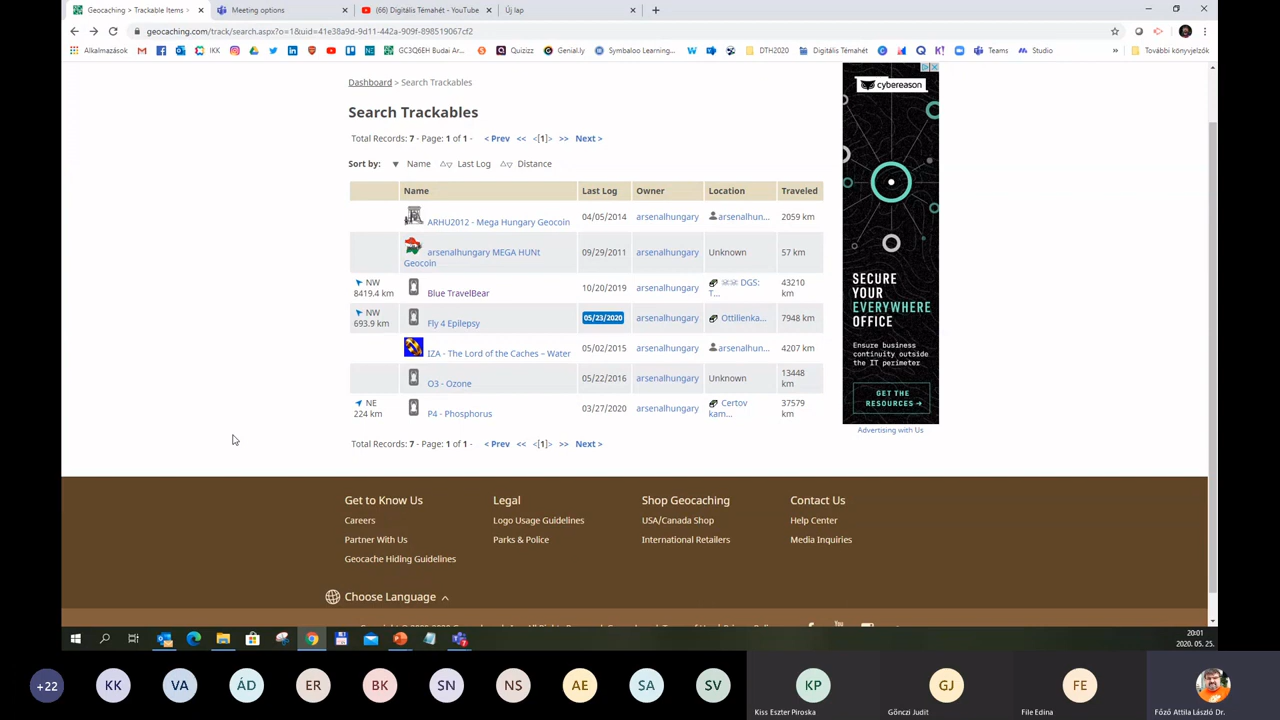 Geocaching > Trackable Items > Meeting options (66) Digitális Témahét - YouTube Új lap
geocaching.com/track/search.aspx?o=1&uid=41e38a9d-9d11-442a-909f-898519067cf2
Alkalmazások IKK GC3Q6EH Budai Ar... Quizizz Genial.ly Symbaloo Learning... DTH2020 Digitális Témahét Teams Studio További könyvjelzők
Dashboard > Search Trackables
Search Trackables
Total Records: 7 - Page: 1 of 1 - < Prev << <[1]> >> Next >
Sort by: Name Last Log Distance
Name Last Log Owner Location Traveled
ARHU2012 - Mega Hungary Geocoin 04/05/2014 arsenalhungary arsenalhun... 2059 km
arsenalhungary MEGA HUNt Geocoin 09/29/2011 arsenalhungary Unknown 57 km
NW 8419.4 km Blue TravelBear 10/20/2019 arsenalhungary DGS: T... 43210 km
NW 693.9 km Fly 4 Epilepsy 05/23/2020 arsenalhungary Ottilienka... 7948 km
IZA - The Lord of the Caches – Water 05/02/2015 arsenalhungary arsenalhun... 4207 km
O3 - Ozone 05/22/2016 arsenalhungary Unknown 13448 km
NE 224 km P4 - Phosphorus 03/27/2020 arsenalhungary Certov kam... 37579 km
Total Records: 7 - Page: 1 of 1 - < Prev << <[1]> >> Next >
cybereason
SECURE
YOUR
EVERYWHERE
OFFICE
Ensure business
continuity outside
the IT perimeter
GET THE
RESOURCES →
Advertising with Us
Get to Know Us Legal Shop Geocaching Contact Us
Careers Logo Usage Guidelines USA/Canada Shop Help Center
Partner With Us Parks & Police International Retailers Media Inquiries
Geocache Hiding Guidelines
Choose Language
20:01
2020. 05. 25.
+22 KK VA ÁD ER BK SN NS AE SA SV KP GJ FE
Kiss Eszter Piroska Gönczi Judit File Edina Főző Attila László Dr.